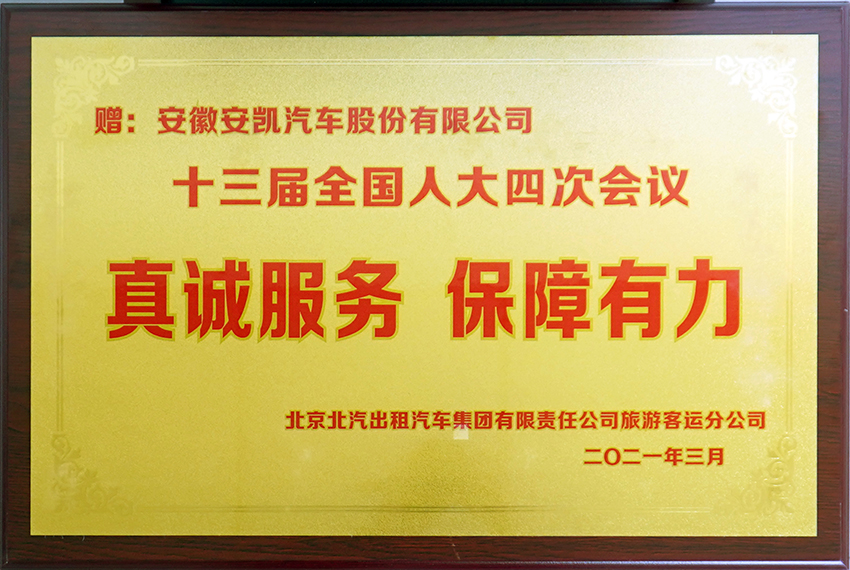 赠：安徽安凯汽车股份有限公司
十三届全国人大四次会议
真诚服务 保障有力
北京北汽出租汽车集团有限责任公司旅游客运分公司
二〇二一年三月